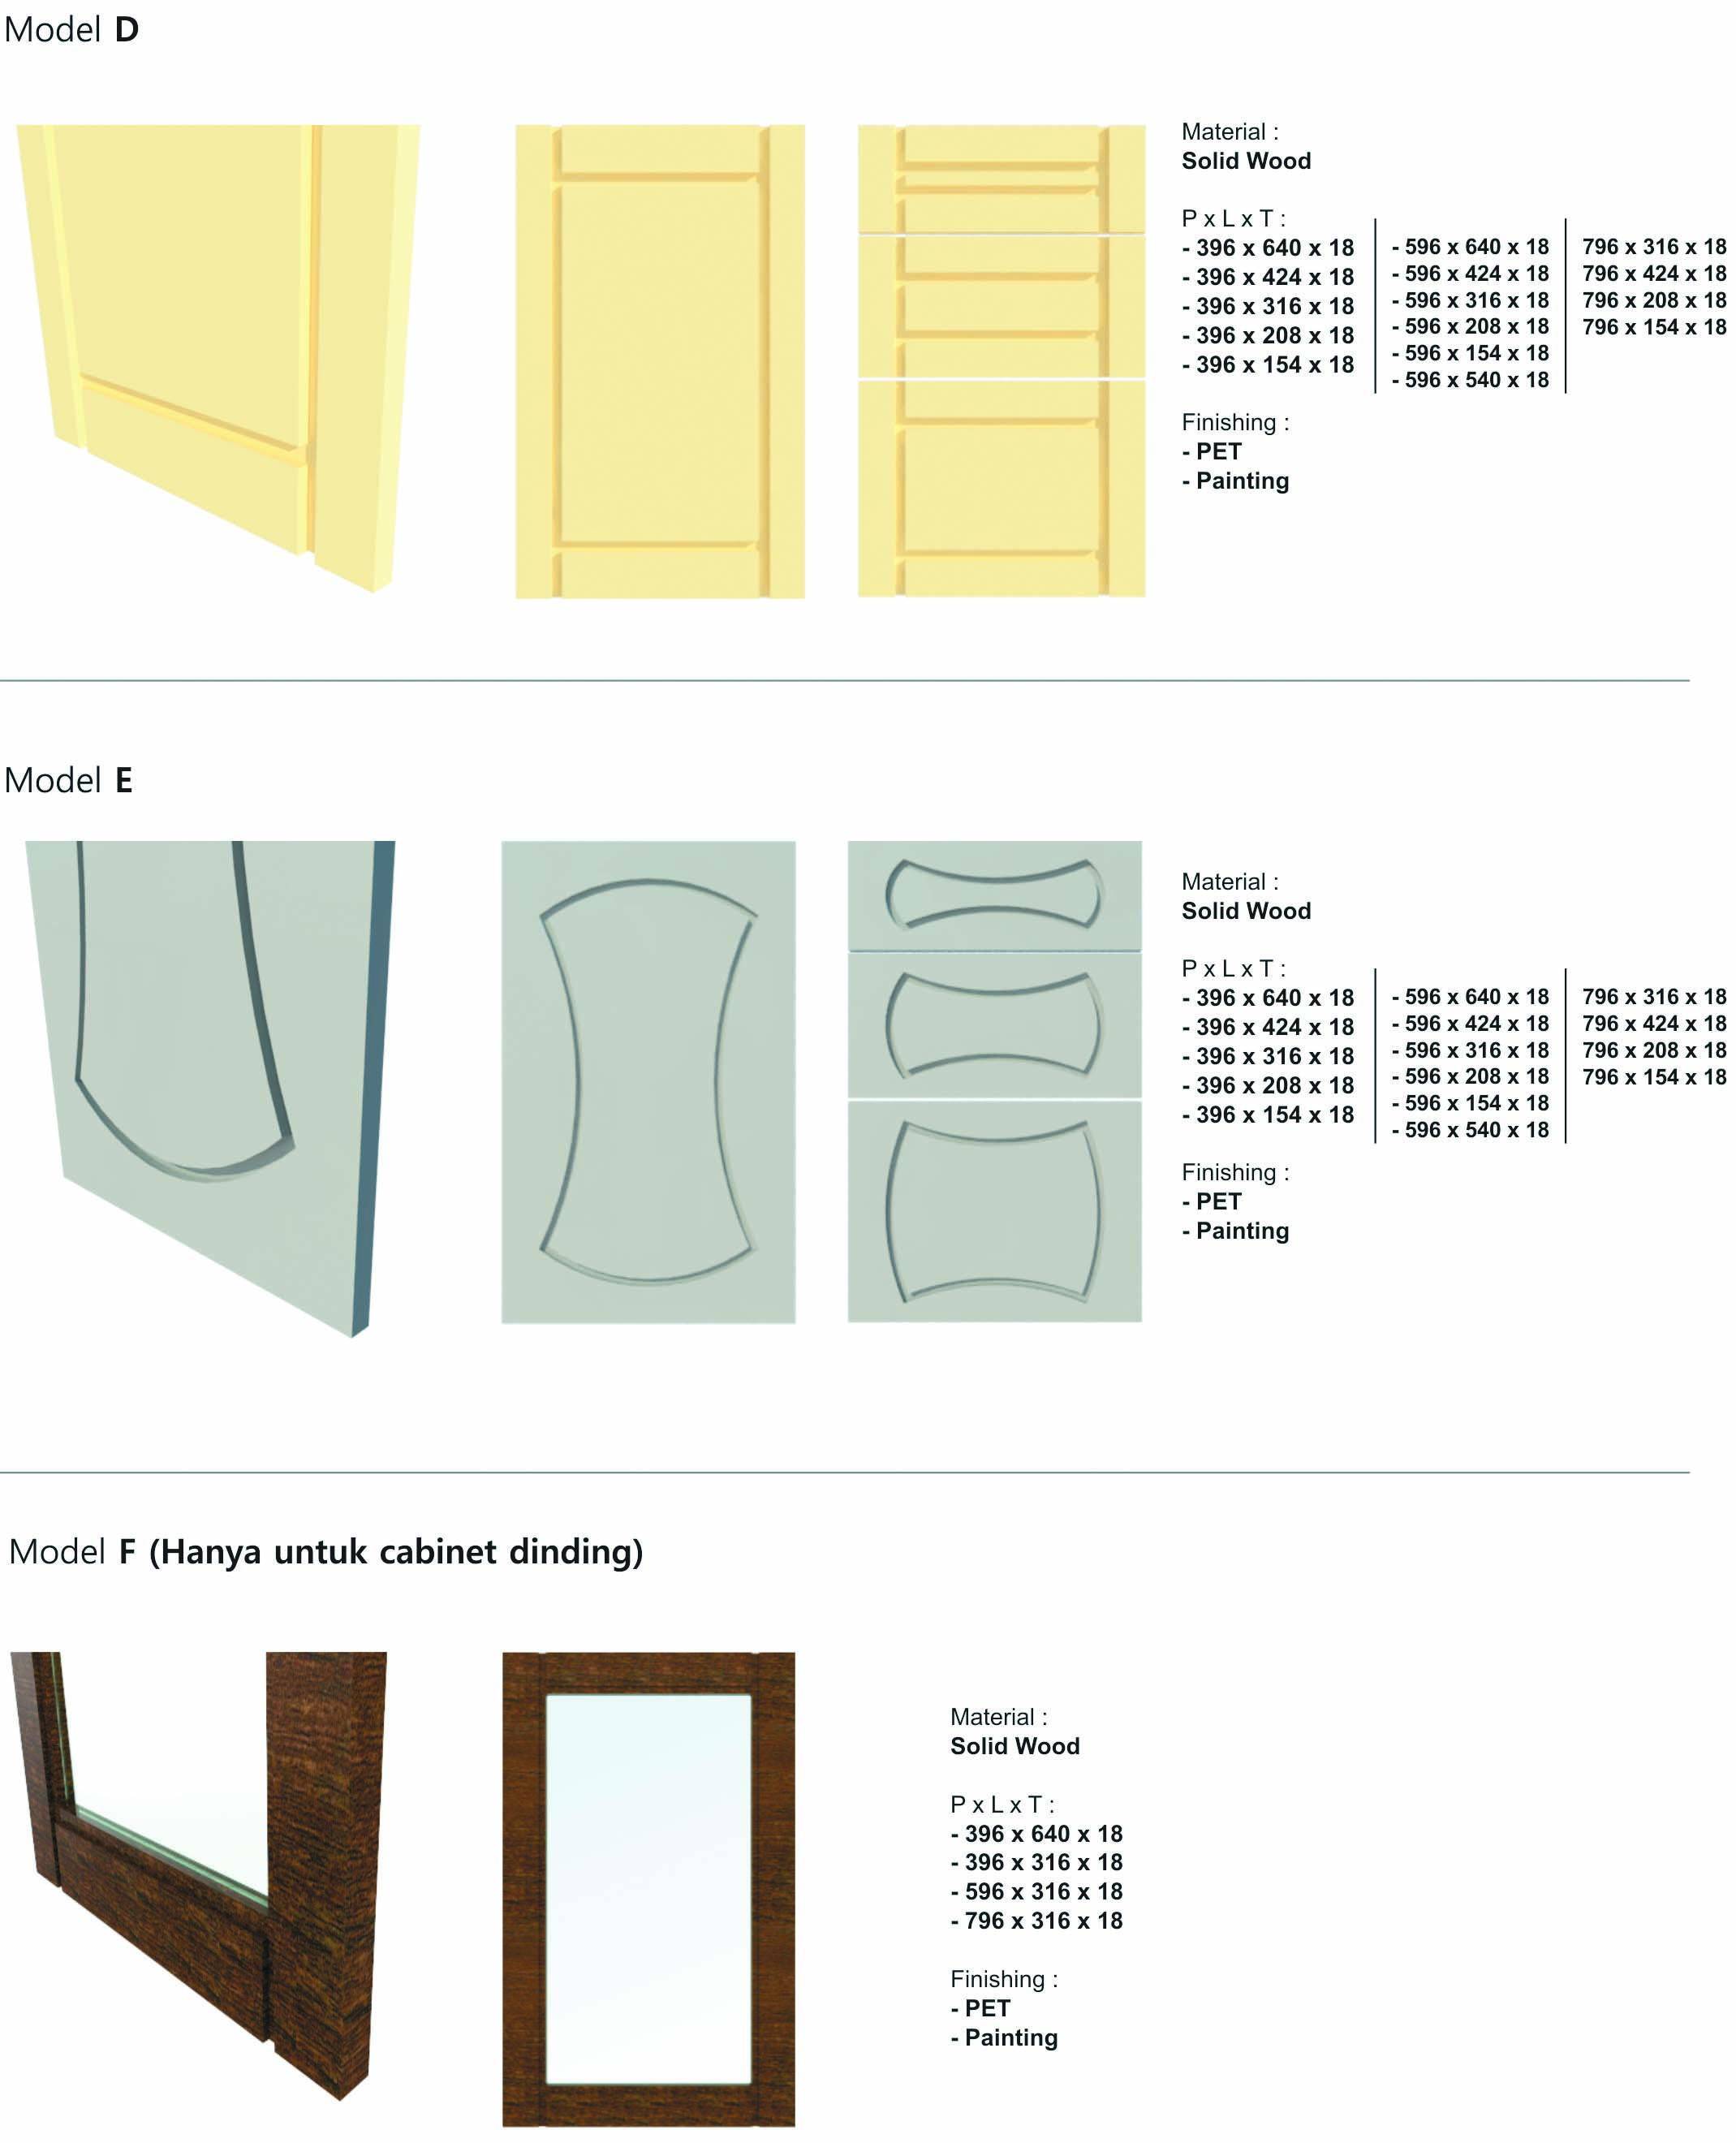 Model D
Material :
Solid Wood
P x L x T :
- 396 x 640 x 18
- 396 x 424 x 18
- 396 x 316 x 18
- 396 x 208 x 18
- 396 x 154 x 18
- 596 x 640 x 18
- 596 x 424 x 18
- 596 x 316 x 18
- 596 x 208 x 18
- 596 x 154 x 18
- 596 x 540 x 18
796 x 316 x 18
796 x 424 x 18
796 x 208 x 18
796 x 154 x 18
Finishing :
- PET
- Painting
Model E
Material :
Solid Wood
P x L x T :
- 396 x 640 x 18
- 396 x 424 x 18
- 396 x 316 x 18
- 396 x 208 x 18
- 396 x 154 x 18
- 596 x 640 x 18
- 596 x 424 x 18
- 596 x 316 x 18
- 596 x 208 x 18
- 596 x 154 x 18
- 596 x 540 x 18
796 x 316 x 18
796 x 424 x 18
796 x 208 x 18
796 x 154 x 18
Finishing :
- PET
- Painting
Model F (Hanya untuk cabinet dinding)
Material :
Solid Wood
P x L x T :
- 396 x 640 x 18
- 396 x 316 x 18
- 596 x 316 x 18
- 796 x 316 x 18
Finishing :
- PET
- Painting